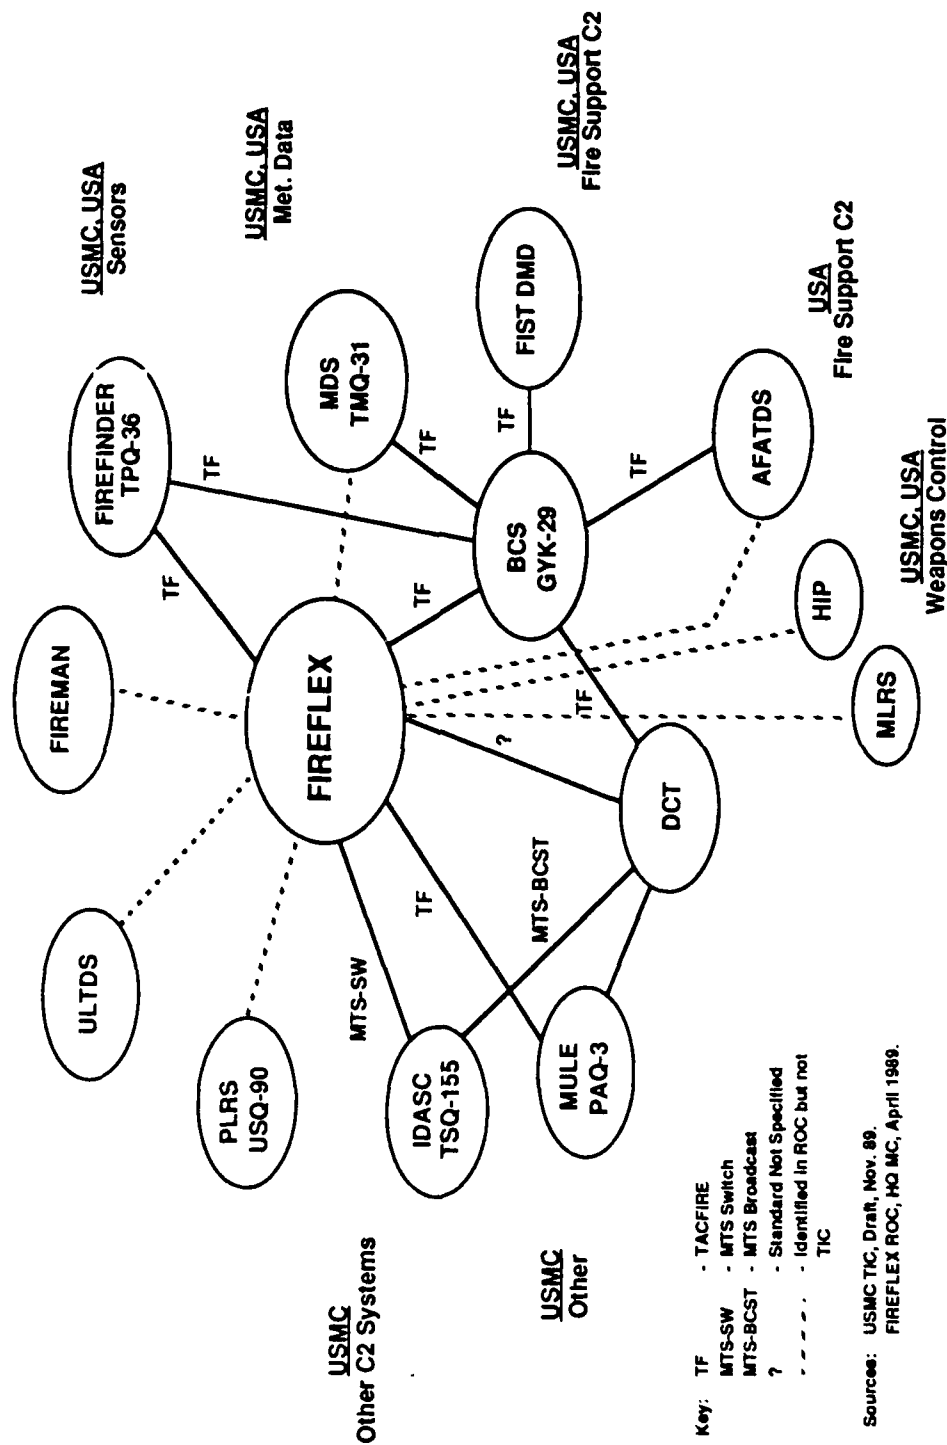 USMC, USA
Sensors
USMC, USA
Met. Data
USMC, USA
Fire Support C2
USA
Fire Support C2
USMC, USA
Weapons Control
FIREFINDER
TPQ-36
MDS
TMQ-31
FIST DMD
AFATDS
HIP
MLRS
BCS
GYK-29
FIREMAN
FIREFLEX
DCT
ULTDS
PLRS
USQ-90
IDASC
TSQ-155
MULE
PAQ-3
TF
TF
TF
TF
TF
TF
TF
?
TF
MTS-SW
MTS-BCST
USMC
Other C2 Systems
USMC
Other
Key: TF - TACFIRE
MTS-SW - MTS Switch
MTS-BCST - MTS Broadcast
? - Standard Not Specified
- - - - - Identified in ROC but not
TIC
Sources: USMC TIC, Draft, Nov. 89.
FIREFLEX ROC, HQ MC, April 1989.